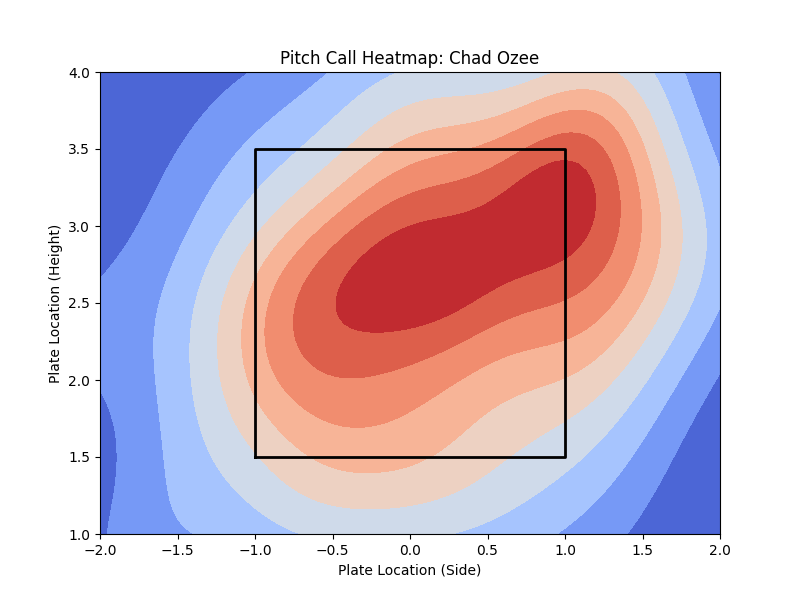 Pitch Call Heatmap: Chad Ozee
4.0
3.5
3.0
2.5
2.0
1.5
1.0
Plate Location (Height)
−2.0 −1.5 −1.0 −0.5 0.0 0.5 1.0 1.5 2.0
Plate Location (Side)